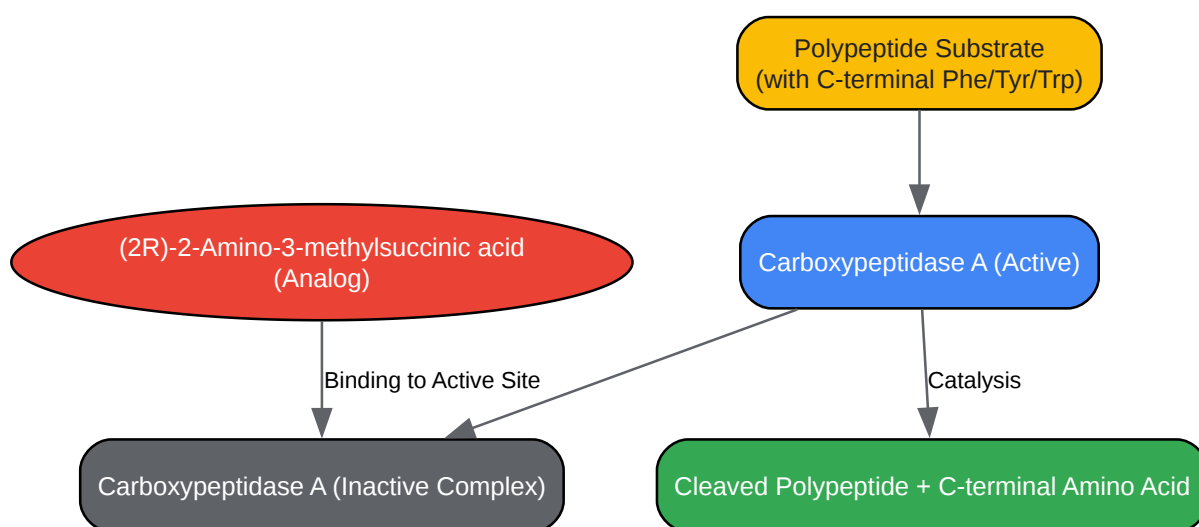 Polypeptide Substrate
(with C-terminal Phe/Tyr/Trp)
(2R)-2-Amino-3-methylsuccinic acid
(Analog)
Carboxypeptidase A (Active)
Binding to Active Site
Catalysis
Carboxypeptidase A (Inactive Complex)
Cleaved Polypeptide + C-terminal Amino Acid